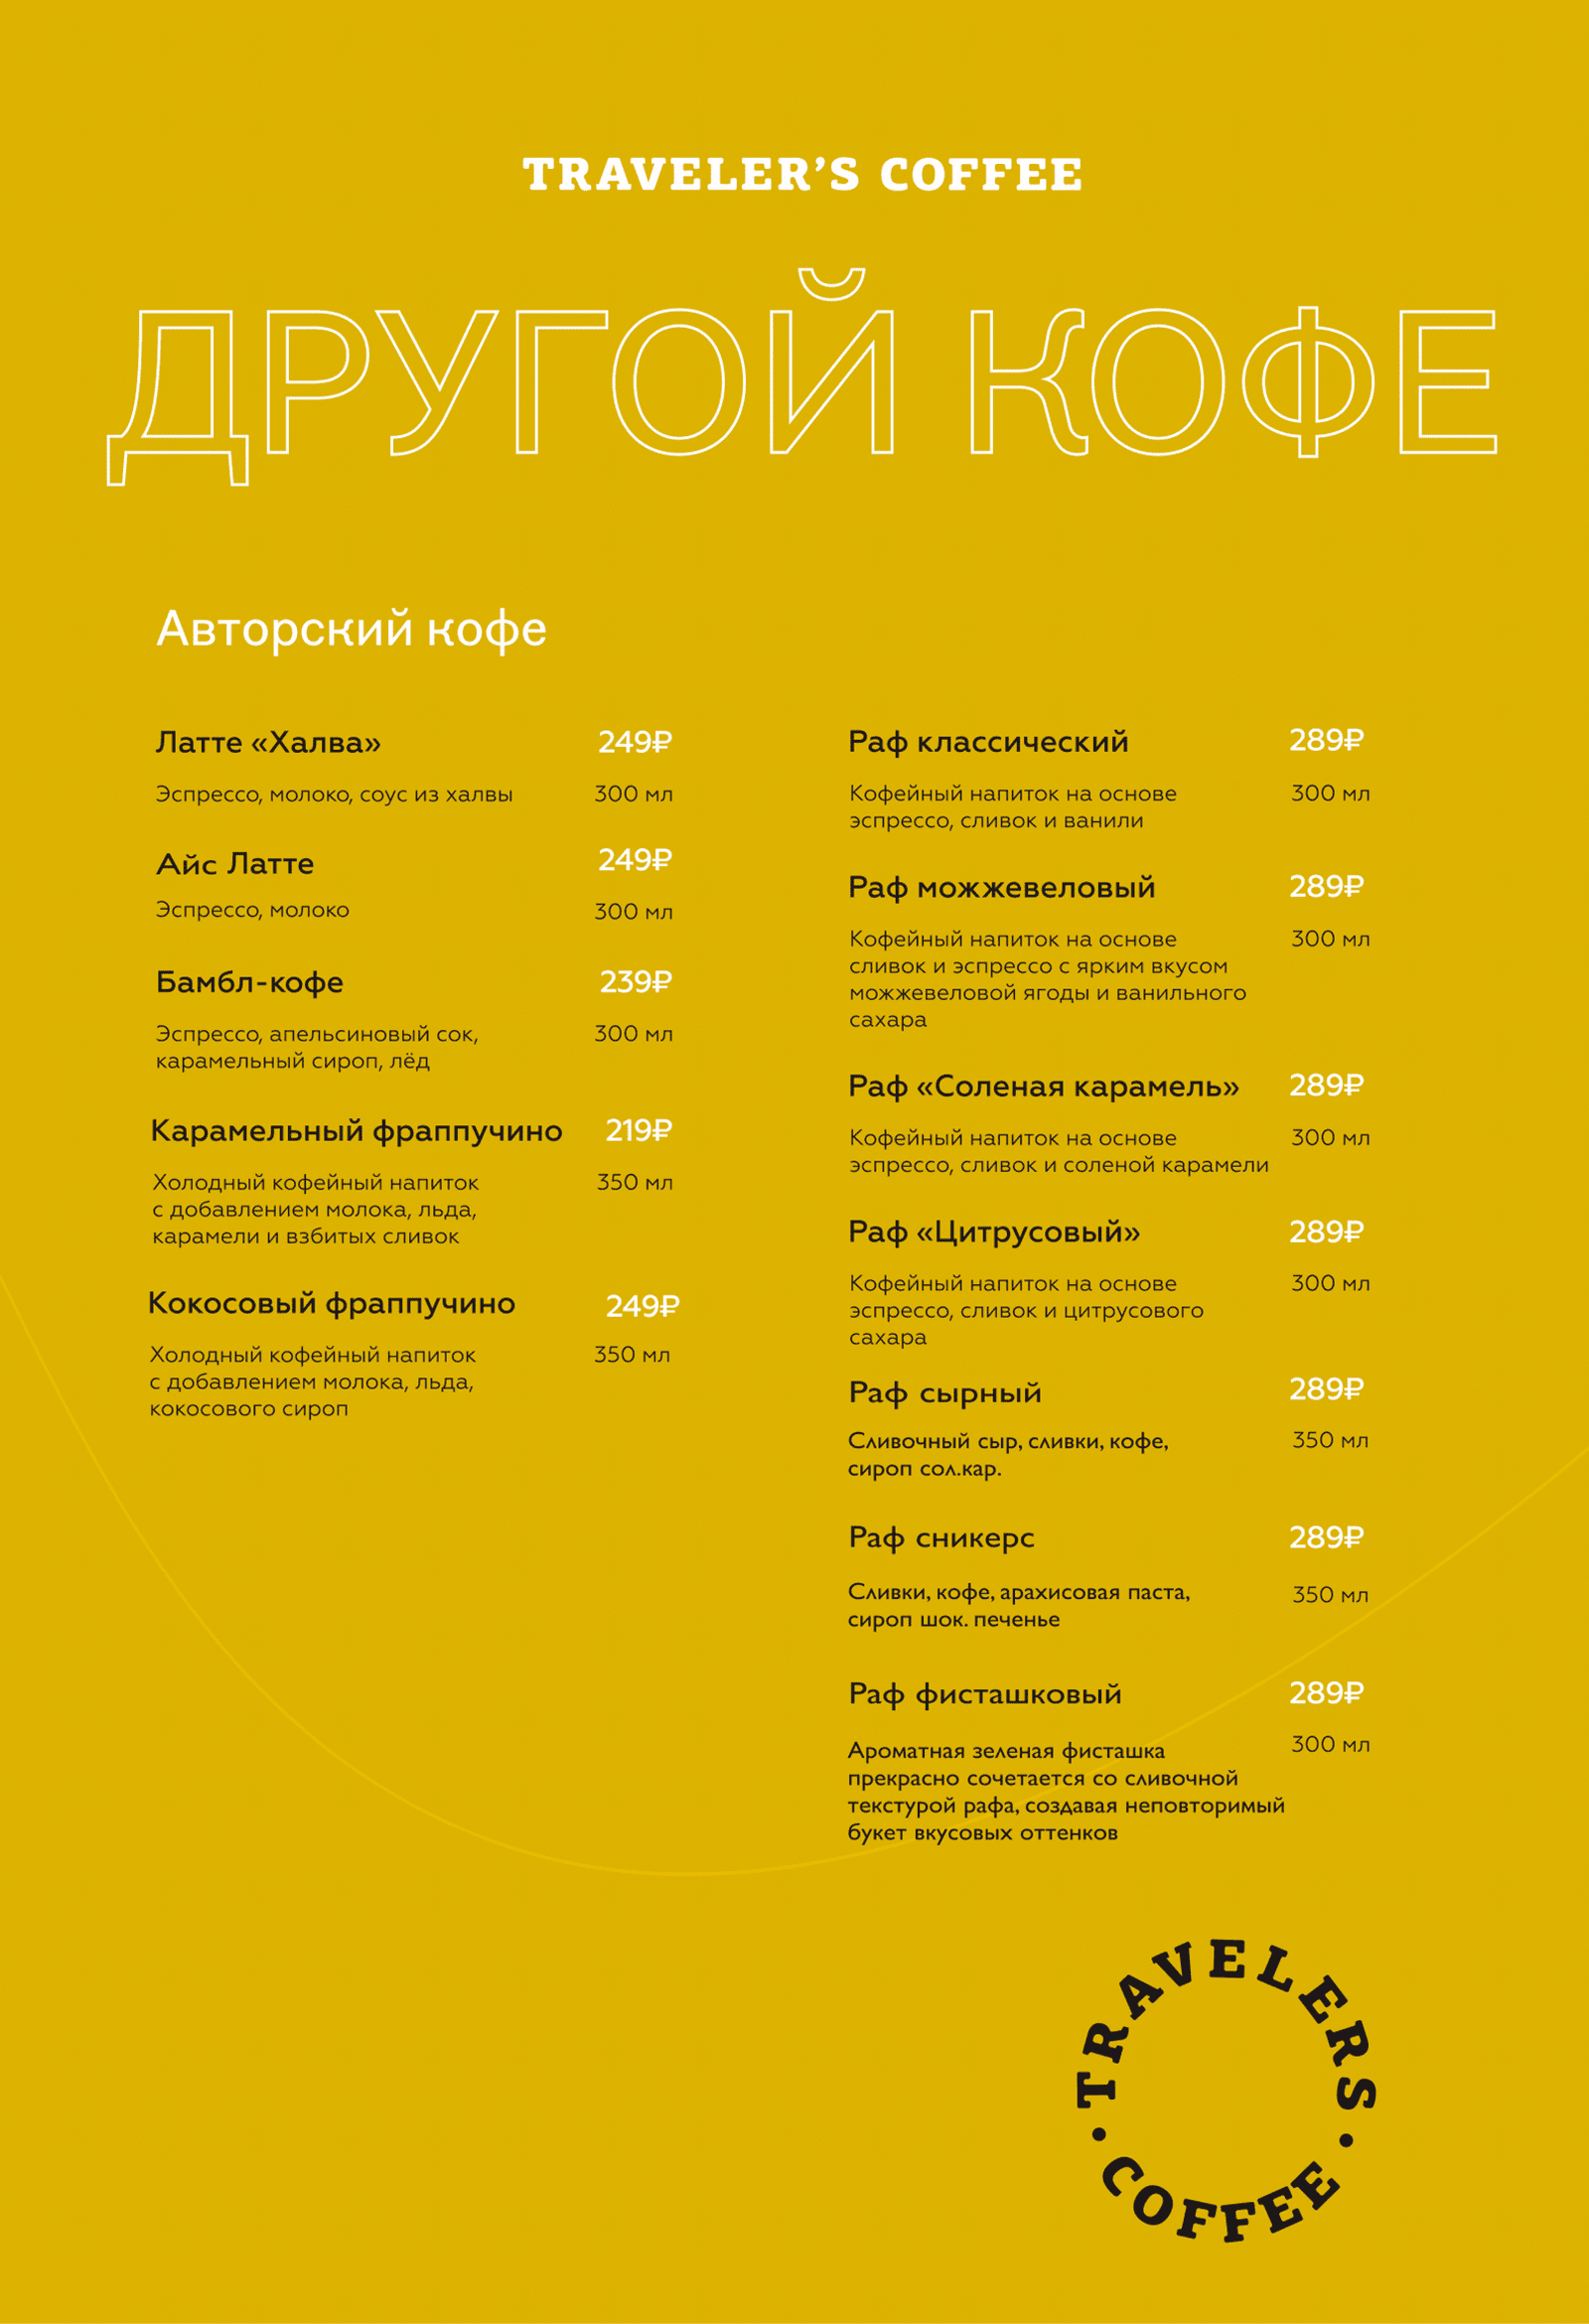 TRAVELER'S COFFEE
ДРУГОЙ КОФЕ
Авторский кофе
Латте «Халва» 249₽
Эспрессо, молоко, соус из халвы 300 мл
Айс Латте 249₽
Эспрессо, молоко 300 мл
Бамбл-кофе 239₽
Эспрессо, апельсиновый сок, 300 мл
карамельный сироп, лёд
Карамельный фраппучино 219₽
Холодный кофейный напиток 350 мл
с добавлением молока, льда,
карамели и взбитых сливок
Кокосовый фраппучино 249₽
Холодный кофейный напиток 350 мл
с добавлением молока, льда,
кокосового сироп
Раф классический 289₽
Кофейный напиток на основе 300 мл
эспрессо, сливок и ванили
Раф можжевеловый 289₽
Кофейный напиток на основе 300 мл
сливок и эспрессо с ярким вкусом
можжевеловой ягоды и ванильного
сахара
Раф «Соленая карамель» 289₽
Кофейный напиток на основе 300 мл
эспрессо, сливок и соленой карамели
Раф «Цитрусовый» 289₽
Кофейный напиток на основе 300 мл
эспрессо, сливок и цитрусового
сахара
Раф сырный 289₽
Сливочный сыр, сливки, кофе, 350 мл
сироп сол.кар.
Раф сникерс 289₽
Сливки, кофе, арахисовая паста, 350 мл
сироп шок. печенье
Раф фисташковый 289₽
Ароматная зеленая фисташка 300 мл
прекрасно сочетается со сливочной
текстурой рафа, создавая неповторимый
букет вкусовых оттенков
TRAVELERS
• COFFEE •